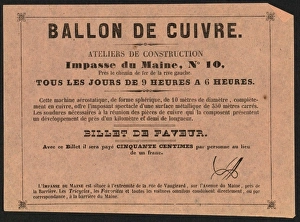 BALLON DE CUIVRE.
ATELIERS DE CONSTRUCTION
Impasse du Maine, N° 10.
Près le chemin de fer de la rive gauche.
TOUS LES JOURS DE 9 HEURES A 6 HEURES.
Cette machine aérostatique, de forme sphérique, de 10 mètres de diamètre, complète-
ment en cuivre, offre l'imposant spectacle d'une surface métallique de 350 mètres carrés.
Les soudures nécessaires à la réunion des pièces de cuivre qui la composent présentent
un développement de près d'un kilomètre et demi de longueur.
BILLET DE FAVEUR.
Avec ce Billet il sera payé CINQUANTE CENTIMES par personne au lieu
de un franc.
L'IMPASSE DU MAINE est située à l'extrémité de la rue de Vaugirard, sur l'Avenue du Maine, près de
la Barrière. Les Tricycles, les Favorites et toutes les voitures omnibus conduisent directement, ou par
correspondance, à la barrière du Maine.